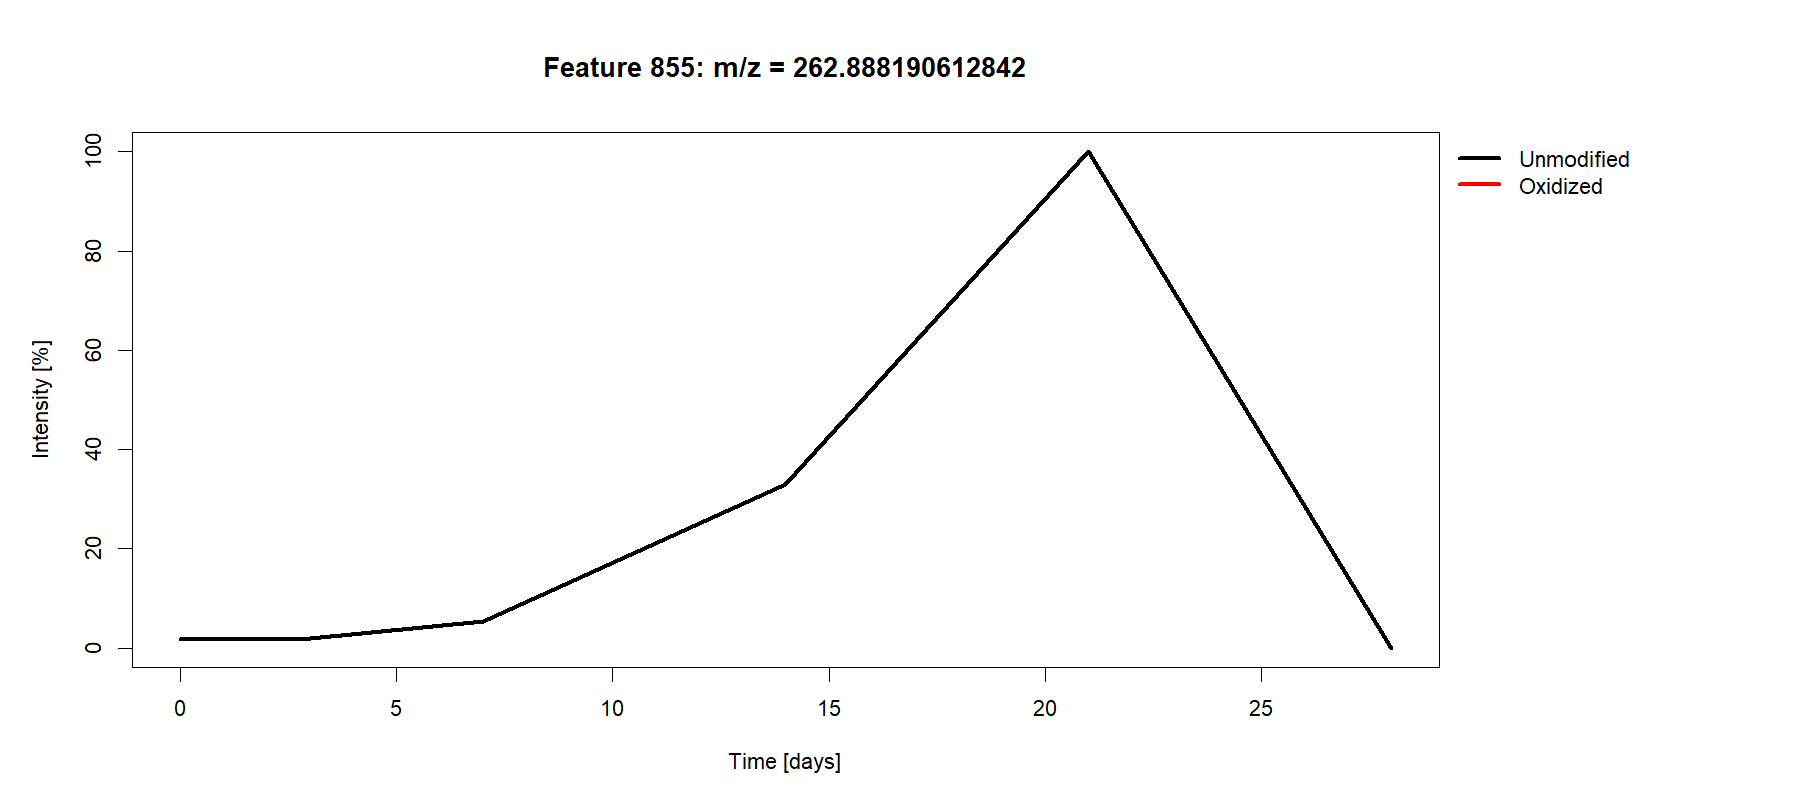 Feature 855: m/z = 262.888190612842
Unmodified
Oxidized
Intensity [%]
100
80
60
40
20
0
0 5 10 15 20 25
Time [days]